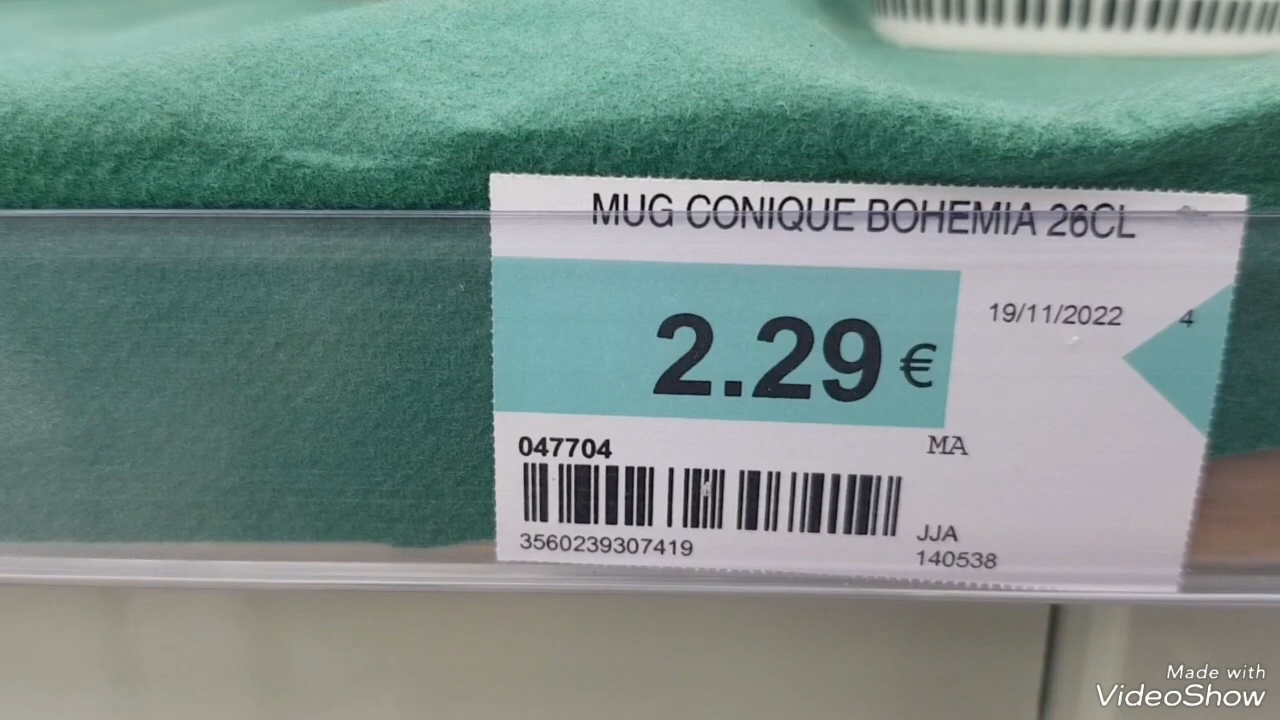 MUG CONIQUE BOHEMIA 26CL
19/11/2022 4
2.29 €
047704 MA
3560239307419
JJA
140538
Made with
VideoShow